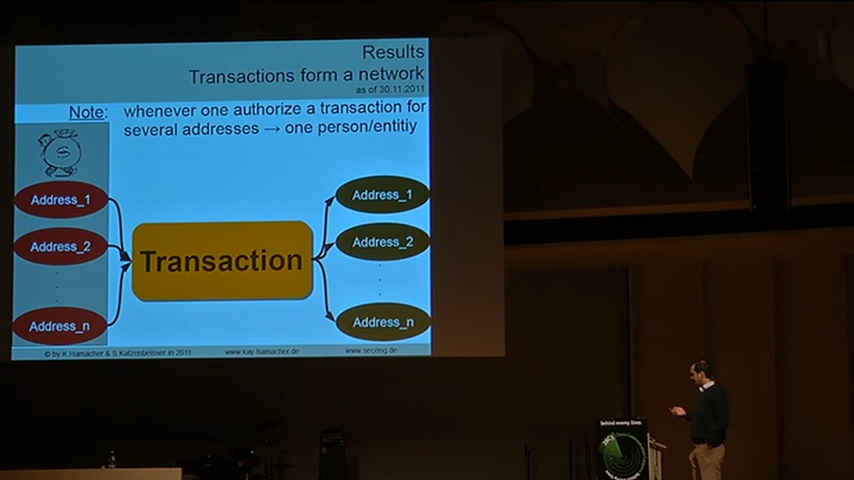 Results
Transactions form a network
as of 30.11.2011
Note: whenever one authorize a transaction for
several addresses → one person/entitiy
$
Address_1
Address_2
Address_n
Transaction
Address_1
Address_2
Address_n
© by K.Hamacher & S.Katzenbeisser in 2011 www.kay-hamacher.de www.seceng.de
behind enemy lines